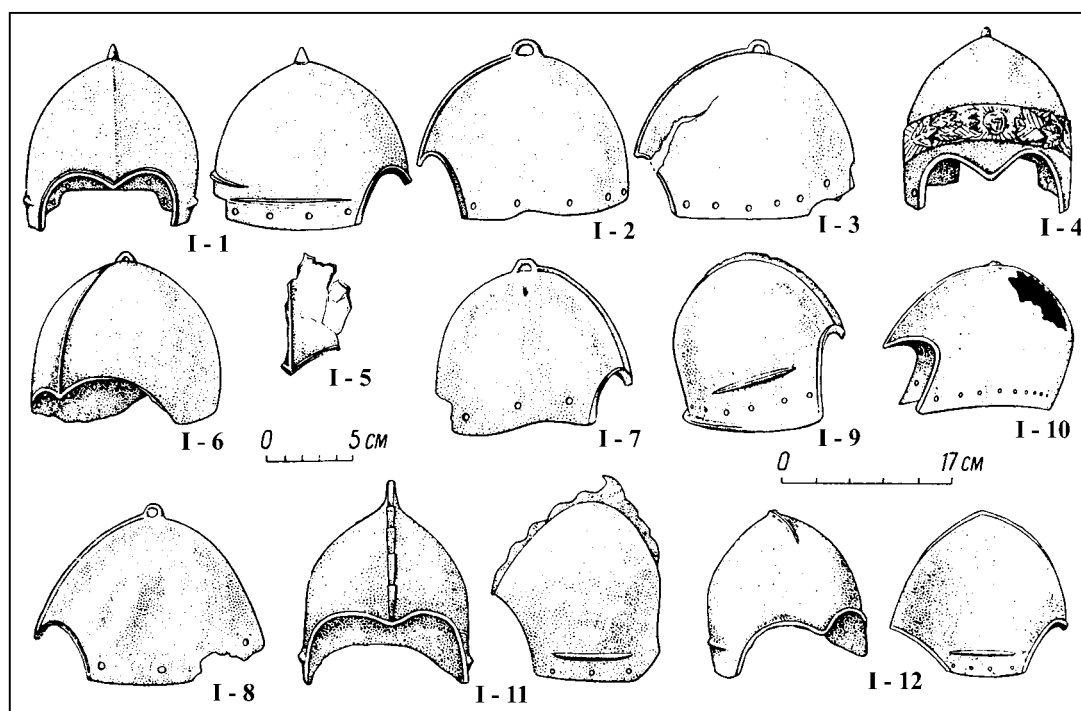 I - 1
I - 2
I - 3
I - 4
I - 6
I - 5
0 5 СМ
I - 7
I - 9
I - 10
0 17 СМ
I - 8
I - 11
I - 12